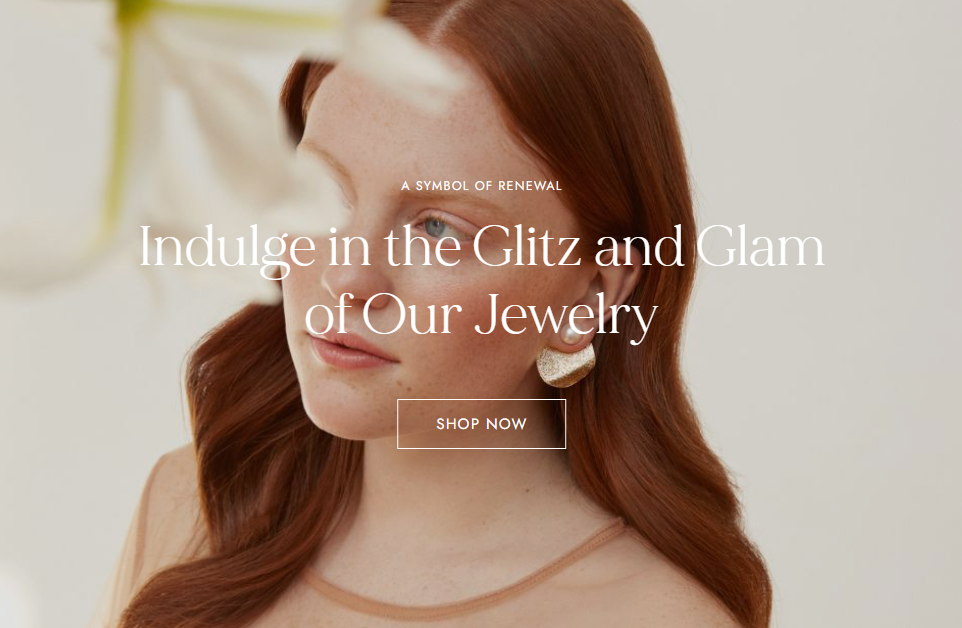 A SYMBOL OF RENEWAL
Indulge in the Glitz and Glam
of Our Jewelry
SHOP NOW